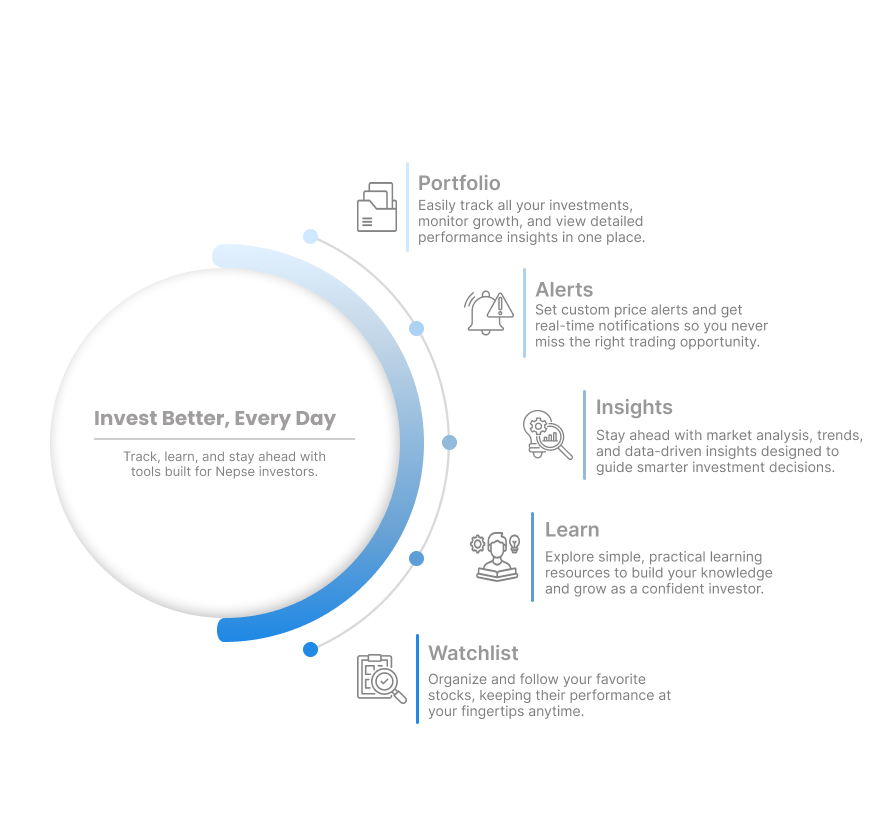 Invest Better, Every Day
Track, learn, and stay ahead with
tools built for Nepse investors.
Portfolio
Easily track all your investments,
monitor growth, and view detailed
performance insights in one place.
Alerts
Set custom price alerts and get
real-time notifications so you never
miss the right trading opportunity.
Insights
Stay ahead with market analysis, trends,
and data-driven insights designed to
guide smarter investment decisions.
Learn
Explore simple, practical learning
resources to build your knowledge
and grow as a confident investor.
Watchlist
Organize and follow your favorite
stocks, keeping their performance at
your fingertips anytime.